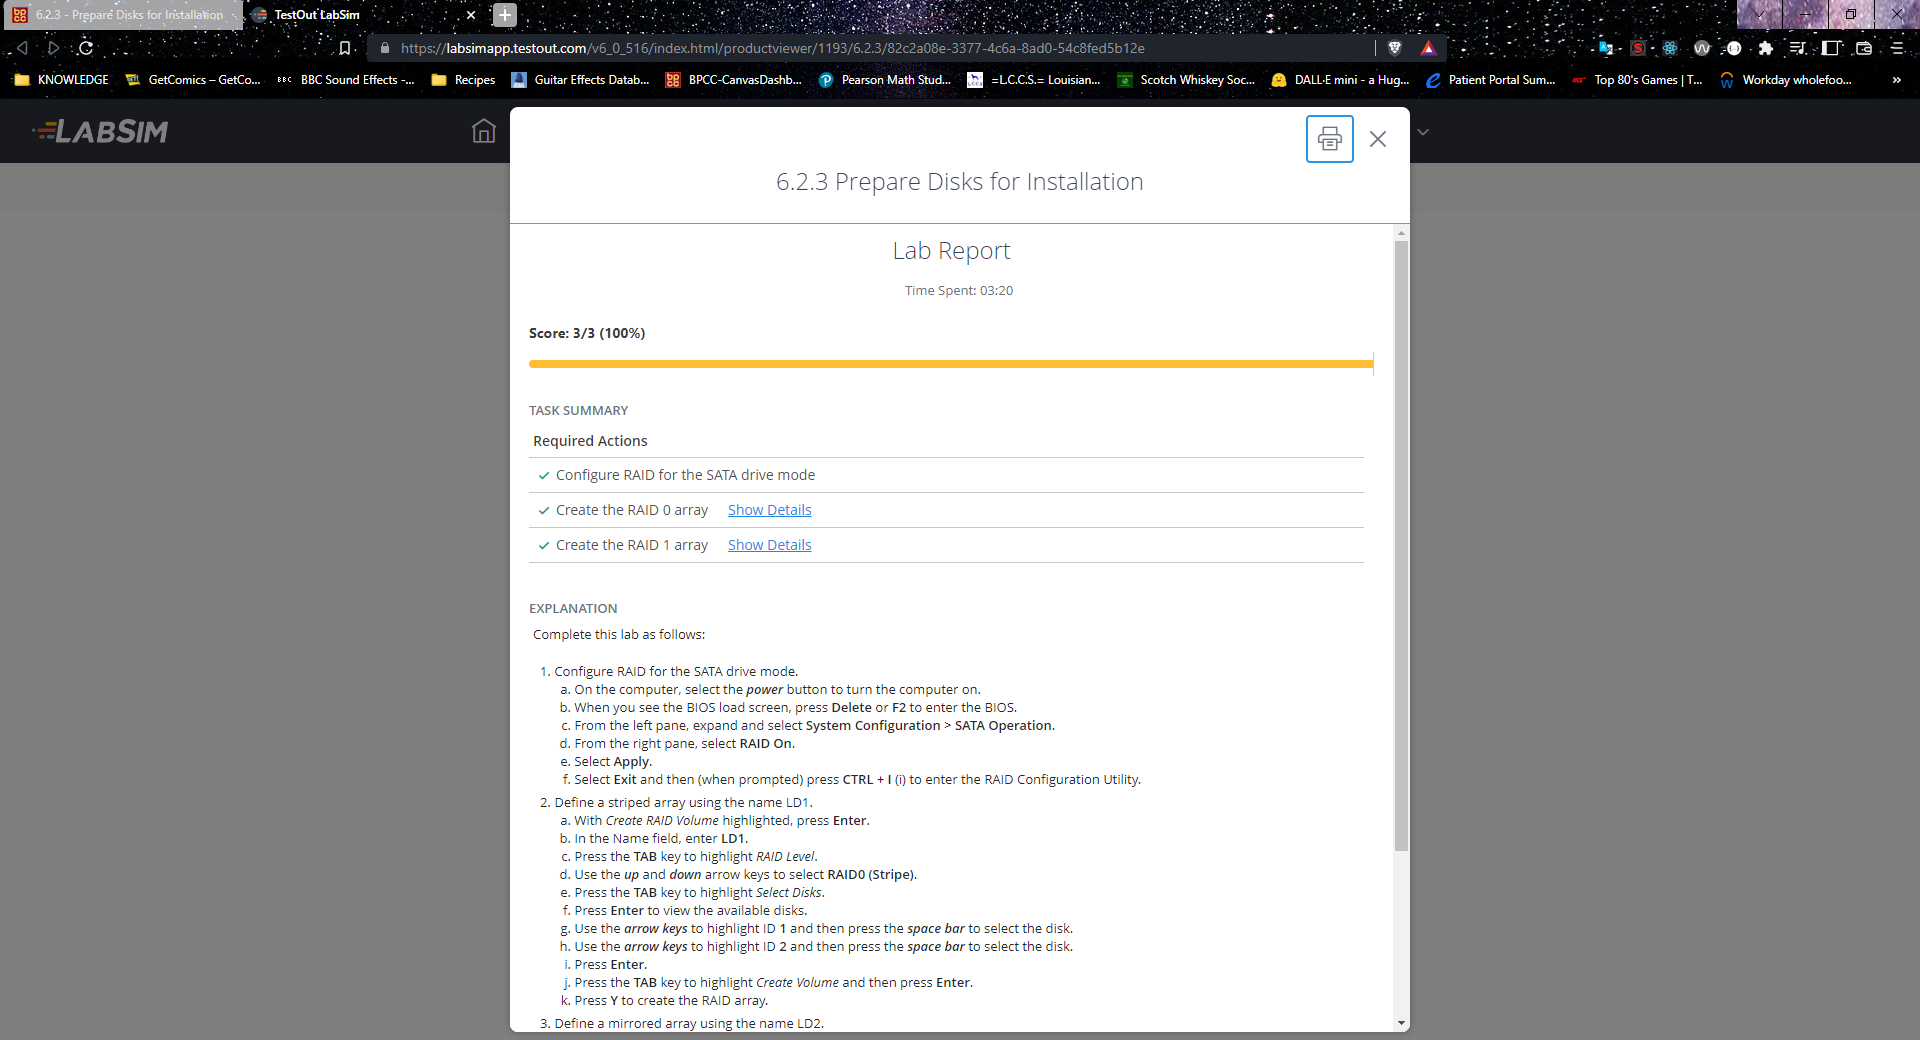 6.2.3 - Prepare Disks for Installation
TestOut LabSim
https://labsimapp.testout.com/v6_0_516/index.html/productviewer/1193/6.2.3/82c2a08e-3377-4c6a-8ad0-54c8fed5b12e
KNOWLEDGE
GetComics – GetCo...
BBC BBC Sound Effects -...
Recipes
Guitar Effects Datab...
BPCC-CanvasDashb...
Pearson Math Stud...
=L.C.C.S.= Louisian...
Scotch Whiskey Soc...
DALL·E mini - a Hug...
Patient Portal Sum...
Top 80's Games | T...
Workday wholefoo...
»
LABSIM
6.2.3 Prepare Disks for Installation
Lab Report
Time Spent: 03:20
Score: 3/3 (100%)
TASK SUMMARY
Required Actions
Configure RAID for the SATA drive mode
Create the RAID 0 array Show Details
Create the RAID 1 array Show Details
EXPLANATION
Complete this lab as follows:
1. Configure RAID for the SATA drive mode.
a. On the computer, select the power button to turn the computer on.
b. When you see the BIOS load screen, press Delete or F2 to enter the BIOS.
c. From the left pane, expand and select System Configuration > SATA Operation.
d. From the right pane, select RAID On.
e. Select Apply.
f. Select Exit and then (when prompted) press CTRL + I (i) to enter the RAID Configuration Utility.
2. Define a striped array using the name LD1.
a. With Create RAID Volume highlighted, press Enter.
b. In the Name field, enter LD1.
c. Press the TAB key to highlight RAID Level.
d. Use the up and down arrow keys to select RAID0 (Stripe).
e. Press the TAB key to highlight Select Disks.
f. Press Enter to view the available disks.
g. Use the arrow keys to highlight ID 1 and then press the space bar to select the disk.
h. Use the arrow keys to highlight ID 2 and then press the space bar to select the disk.
i. Press Enter.
j. Press the TAB key to highlight Create Volume and then press Enter.
k. Press Y to create the RAID array.
3. Define a mirrored array using the name LD2.